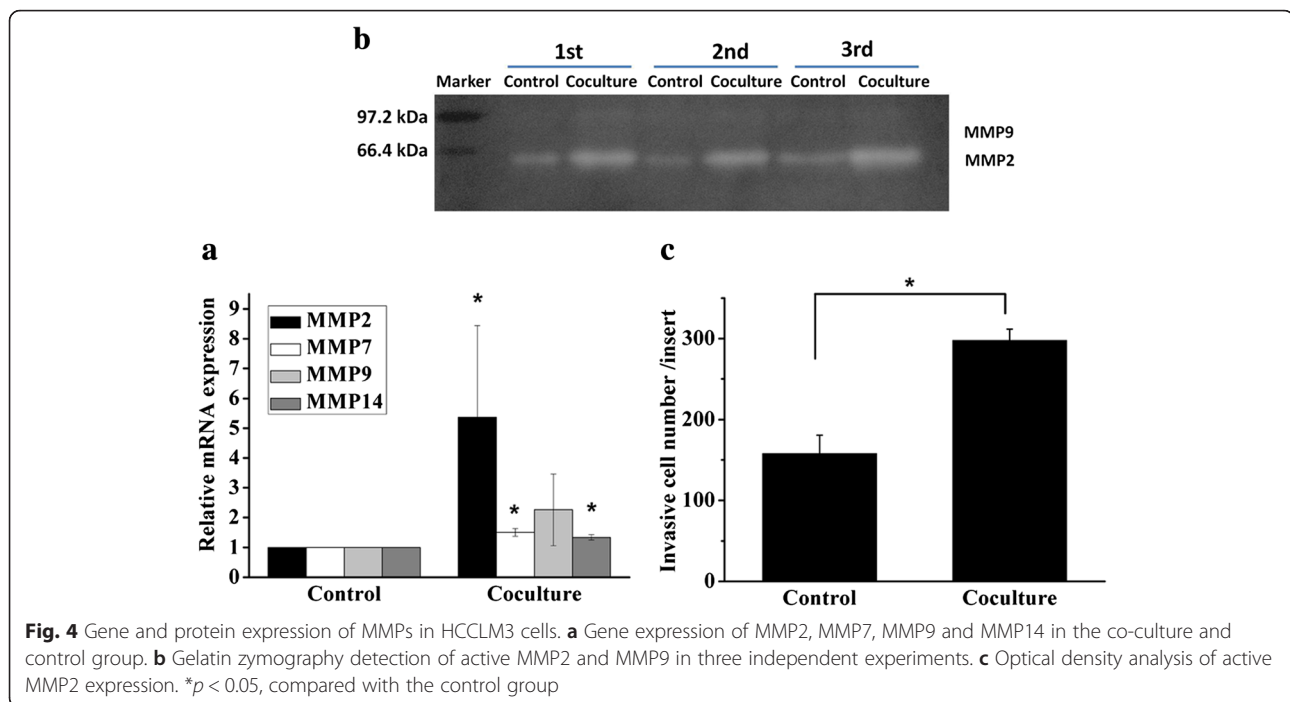 b
1st 2nd 3rd
Marker Control Coculture Control Coculture Control Coculture
97.2 kDa
66.4 kDa
MMP9
MMP2
a
Relative mRNA expression
9
8
7
6
5
4
3
2
1
0
MMP2
MMP7
MMP9
MMP14
*
*
*
Control Coculture
c
Invasive cell number /insert
300
200
100
0
*
Control Coculture
Fig. 4 Gene and protein expression of MMPs in HCCLM3 cells. a Gene expression of MMP2, MMP7, MMP9 and MMP14 in the co-culture and
control group. b Gelatin zymography detection of active MMP2 and MMP9 in three independent experiments. c Optical density analysis of active
MMP2 expression. *p < 0.05, compared with the control group